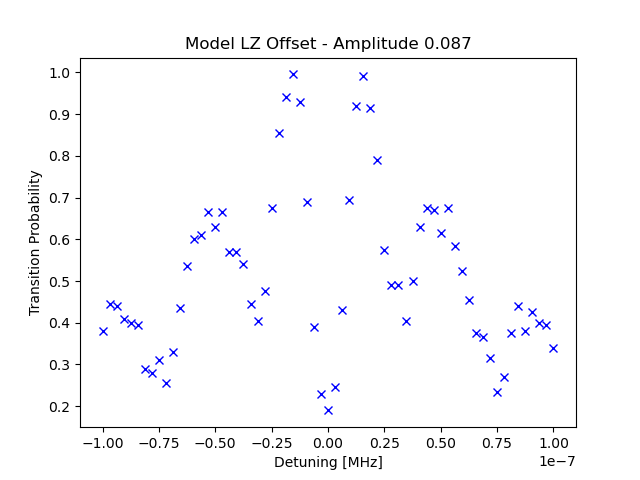 Model LZ Offset - Amplitude 0.087
Transition Probability
1.0
0.9
0.8
0.7
0.6
0.5
0.4
0.3
0.2
−1.00 −0.75 −0.50 −0.25 0.00 0.25 0.50 0.75 1.00
Detuning [MHz]
1e−7